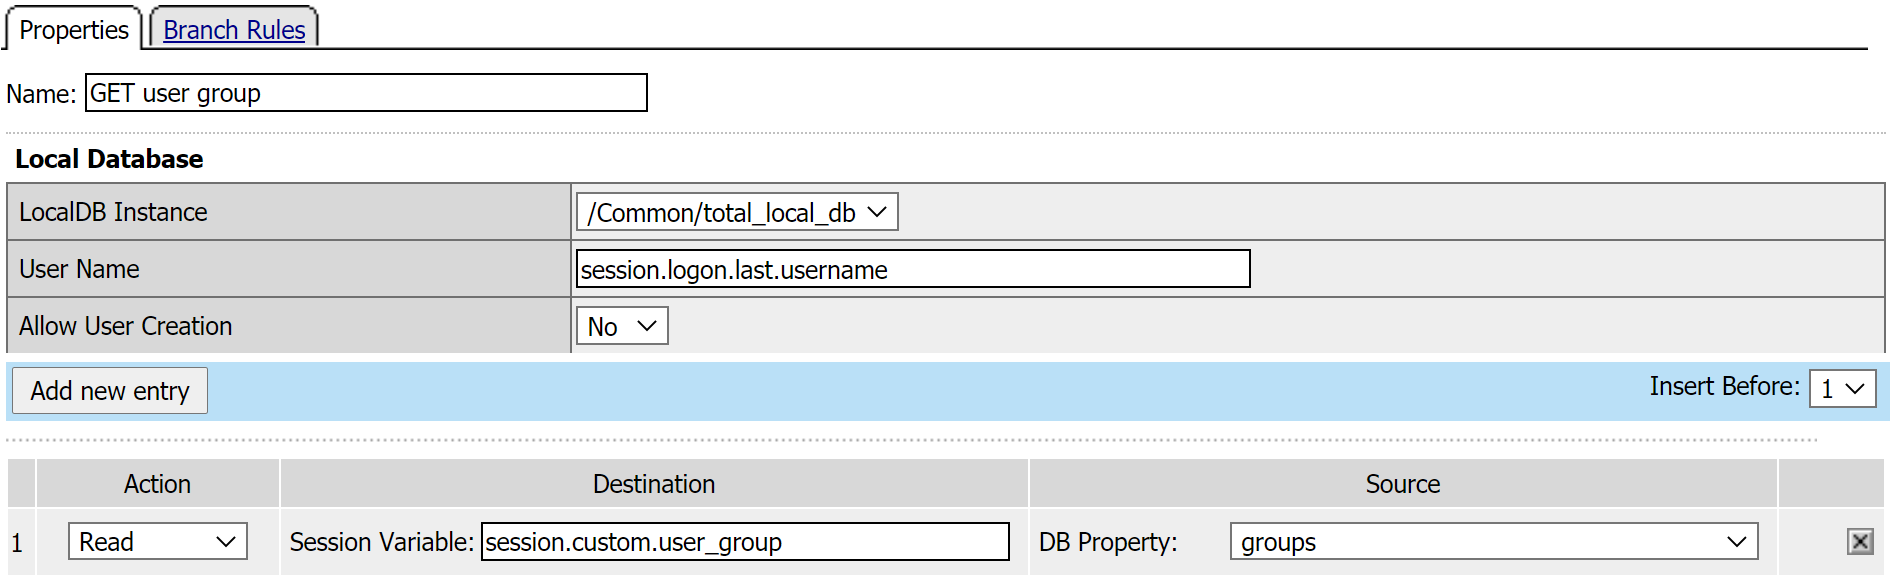 Properties Branch Rules
Name: GET user group
Local Database
LocalDB Instance /Common/total_local_db
User Name session.logon.last.username
Allow User Creation No
Add new entry Insert Before: 1
Action Destination Source
1 Read Session Variable: session.custom.user_group DB Property: groups